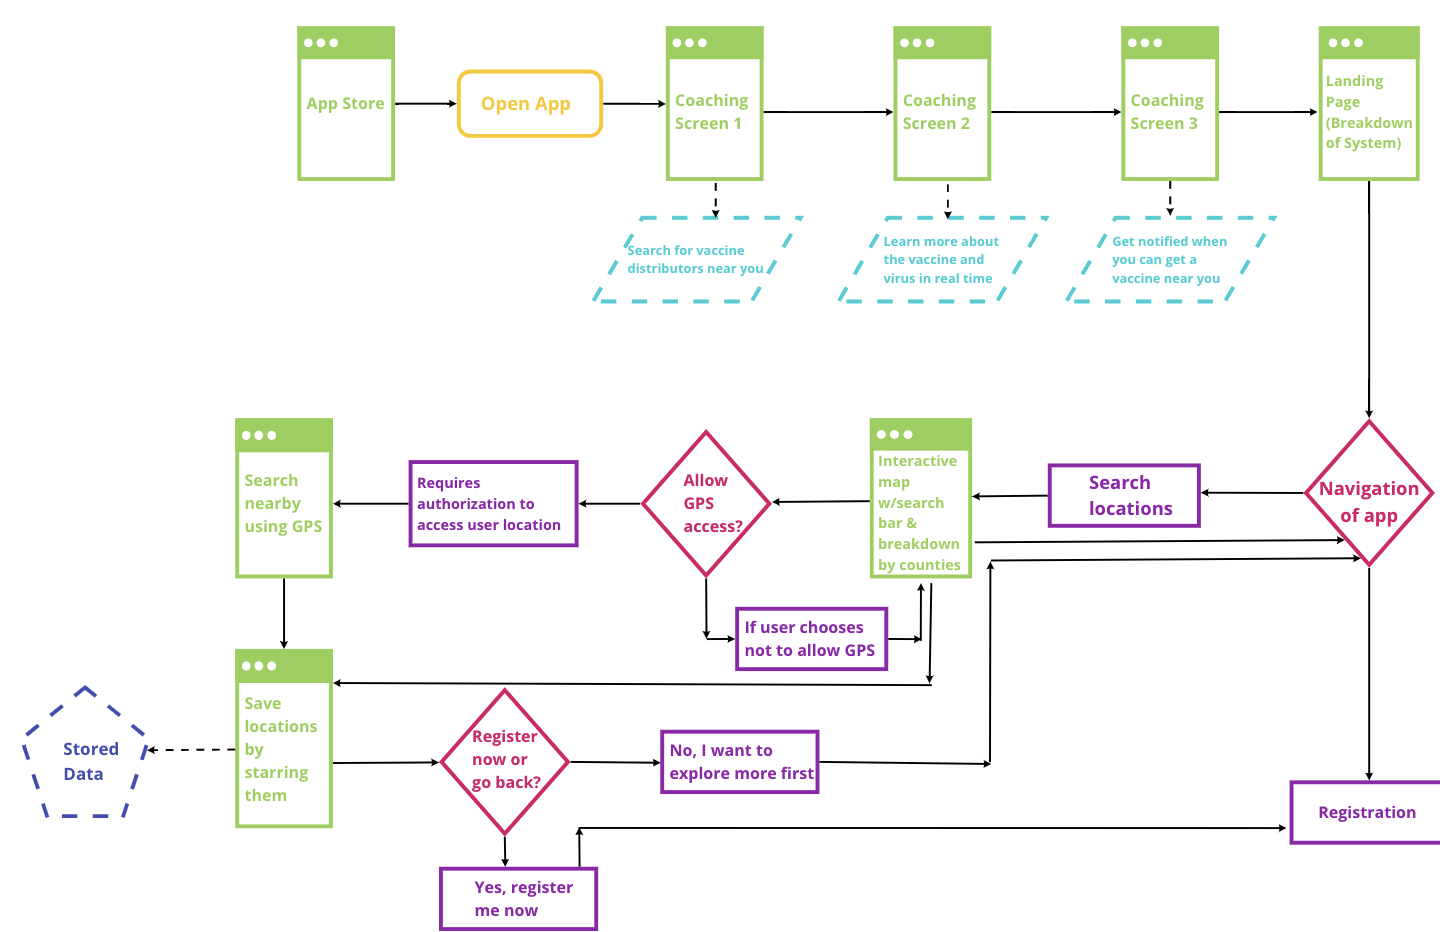 App Store
Open App
Coaching
Screen 1
Coaching
Screen 2
Coaching
Screen 3
Landing
Page
(Breakdown
of System)
Search for vaccine
distributors near you
Learn more about
the vaccine and
virus in real time
Get notified when
you can get a
vaccine near you
Search
nearby
using GPS
Requires
authorization to
access user location
Allow
GPS
access?
Interactive
map
w/search
bar &
breakdown
by counties
Search
locations
Navigation
of app
If user chooses
not to allow GPS
Stored
Data
Save
locations
by
starring
them
Register
now or
go back?
No, I want to
explore more first
Registration
Yes, register
me now